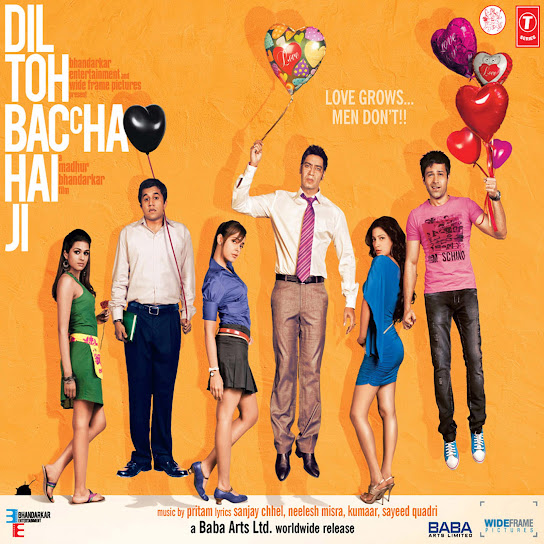 DIL
TOH
BACCHA
HAI
JI
bhandarkar
entertainment and
wide frame pictures
present
a
madhur
bhandarkar
film
LOVE GROWS...
MEN DON'T!!
T
SERIES
Love
Love
LOVE
M SCHINO
music by pritam lyrics sanjay chhel, neelesh misra, kumaar, sayeed quadri
a Baba Arts Ltd. worldwide release
BHANDARKAR
ENTERTAINMENT
BABA
ARTS LIMITED
WIDEFRAME
PICTURES